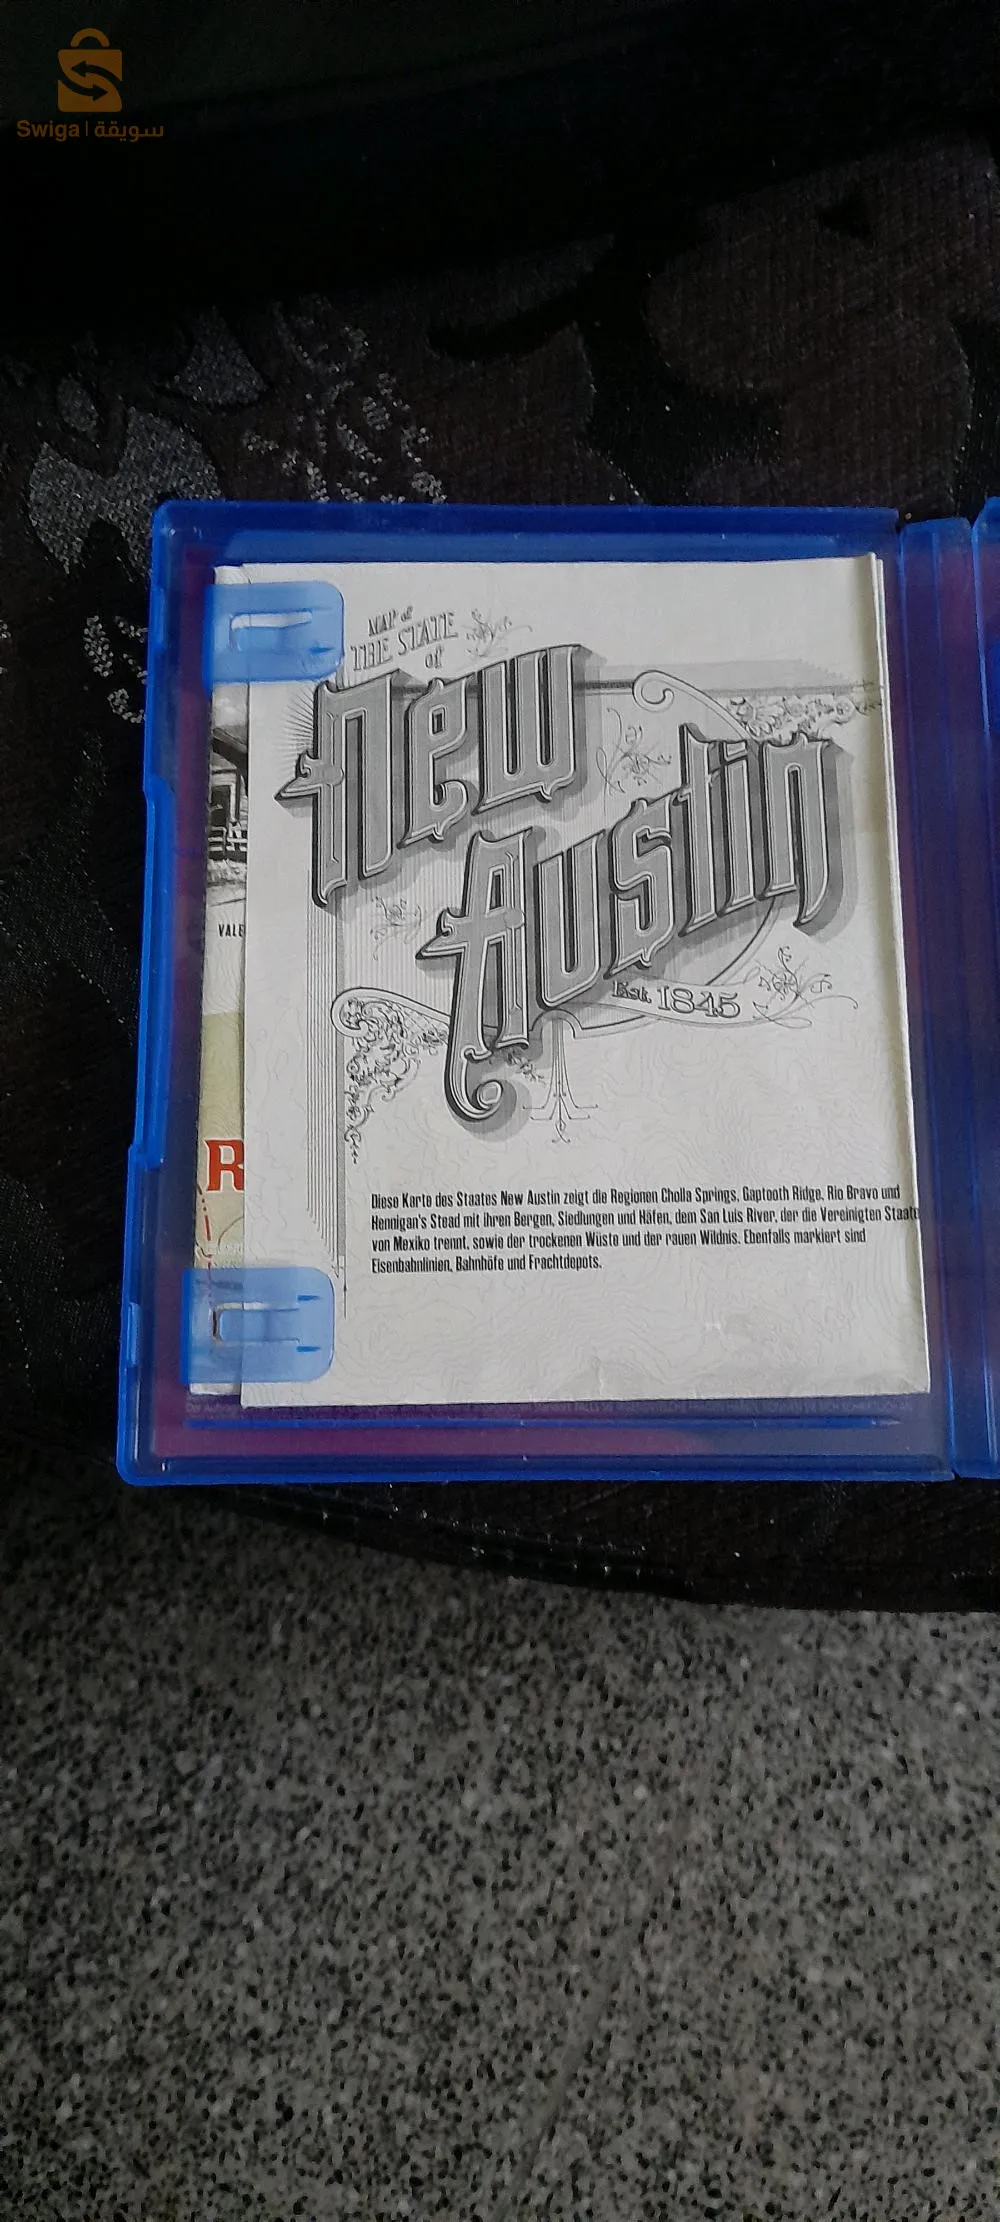 Swiga | سويقة
MAP of
THE STATE
of
New
Austin
Est. 1845
VALE
R
Diese Karte des Staates New Austin zeigt die Regionen Cholla Springs, Gaptooth Ridge, Rio Bravo und
Hennigan's Stead mit ihren Bergen, Siedlungen und Häfen, dem San Luis River, der die Vereinigten Staate
von Mexiko trennt, sowie der trockenen Wüste und der rauen Wildnis. Ebenfalls markiert sind
Eisenbahnlinien, Bahnhöfe und Frachtdepots.